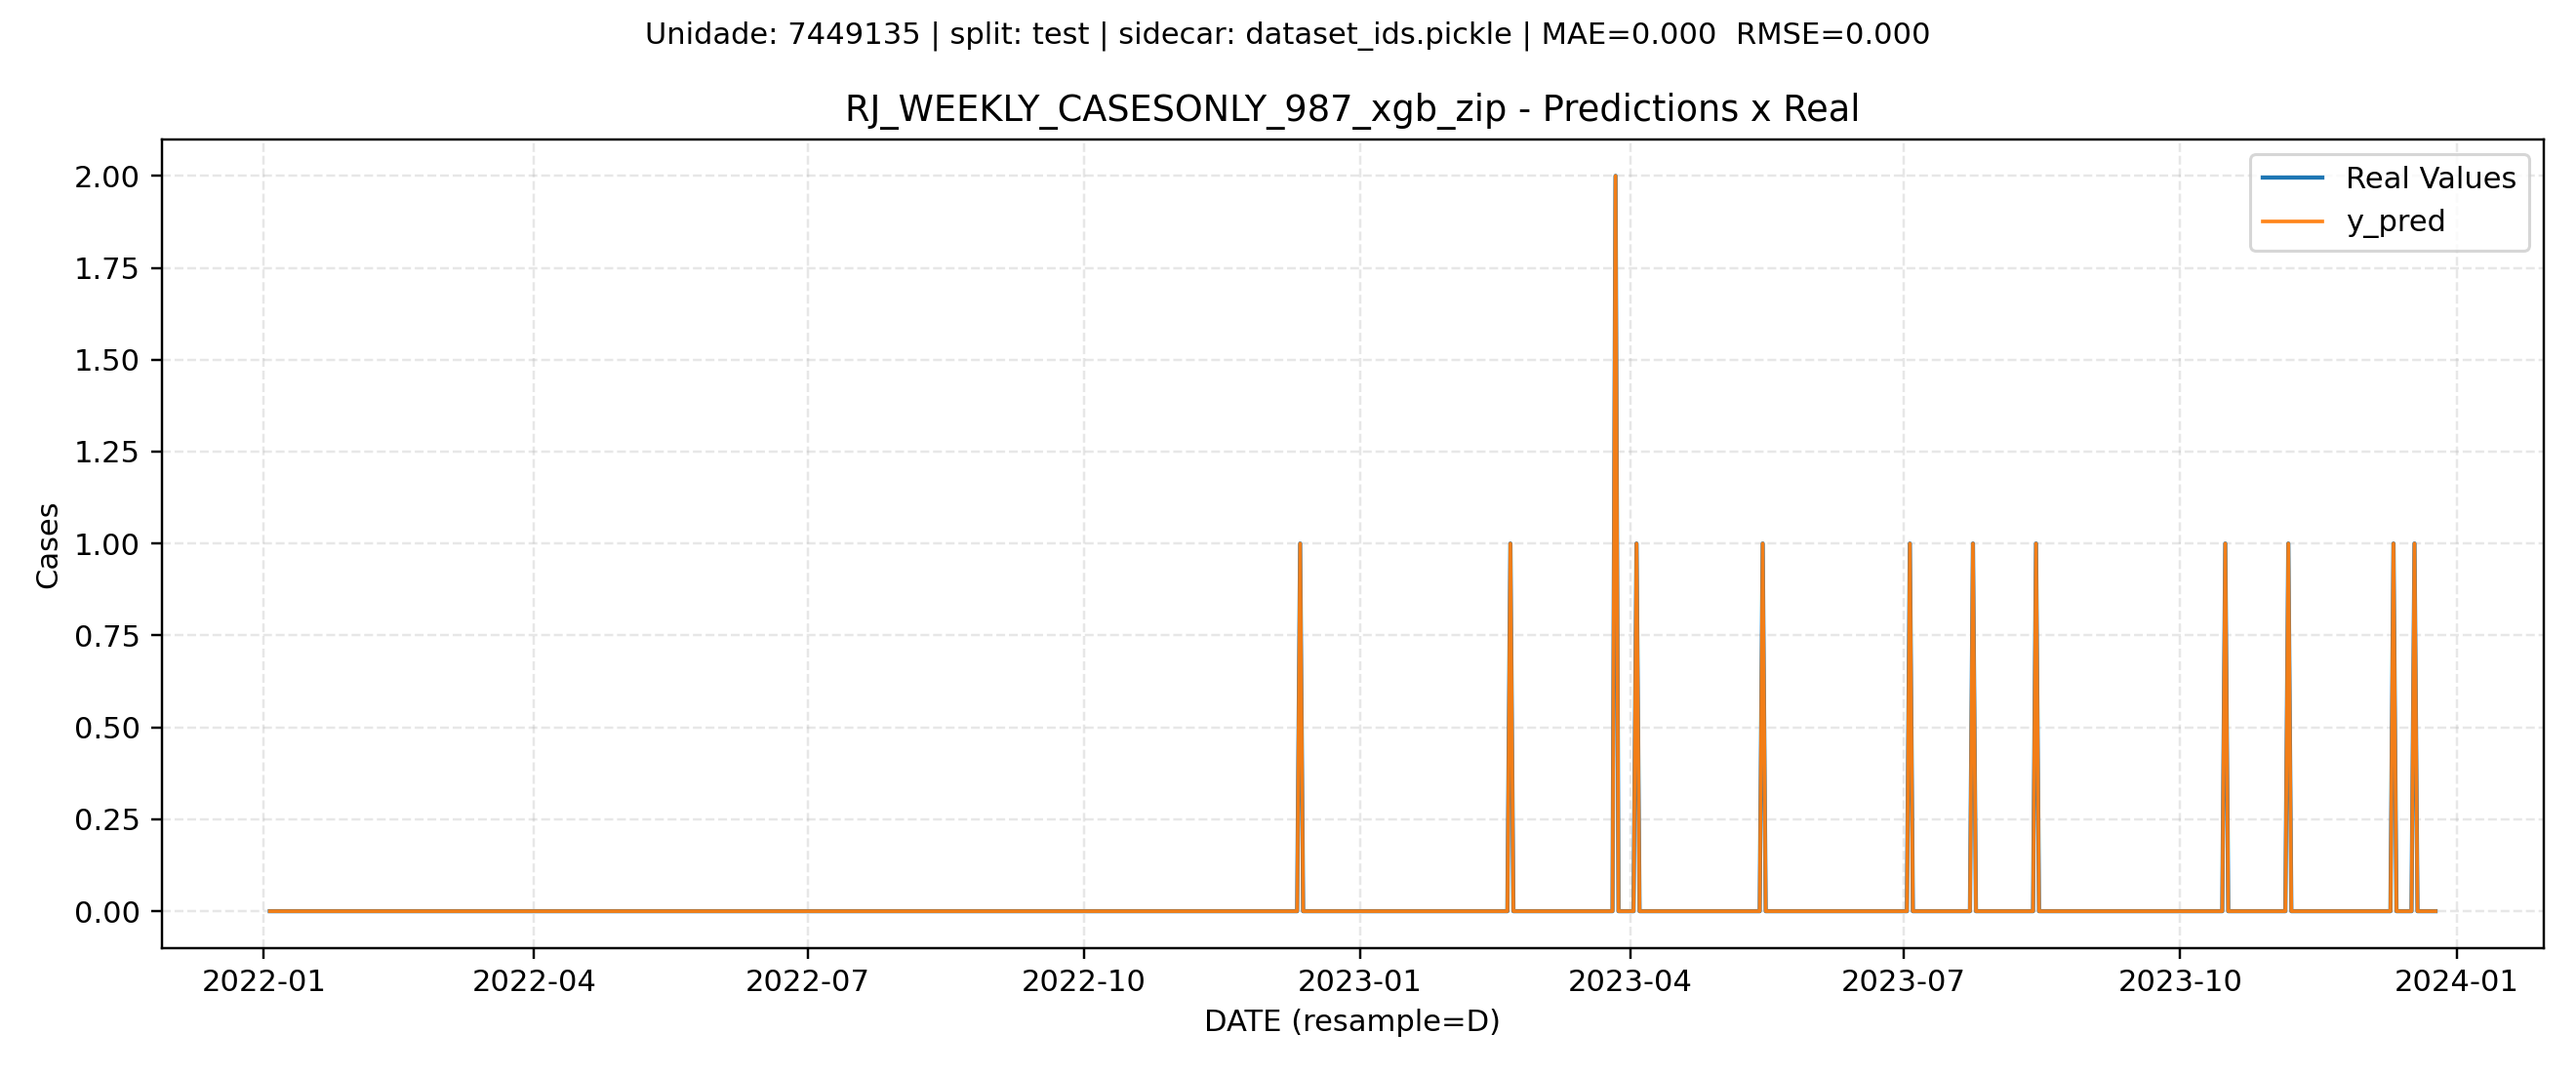 Unidade: 7449135 | split: test | sidecar: dataset_ids.pickle | MAE=0.000  RMSE=0.000
RJ_WEEKLY_CASESONLY_987_xgb_zip - Predictions x Real
Real Values
y_pred
2.00
1.75
1.50
1.25
1.00
0.75
0.50
0.25
0.00
Cases
2022-01 2022-04 2022-07 2022-10 2023-01 2023-04 2023-07 2023-10 2024-01
DATE (resample=D)